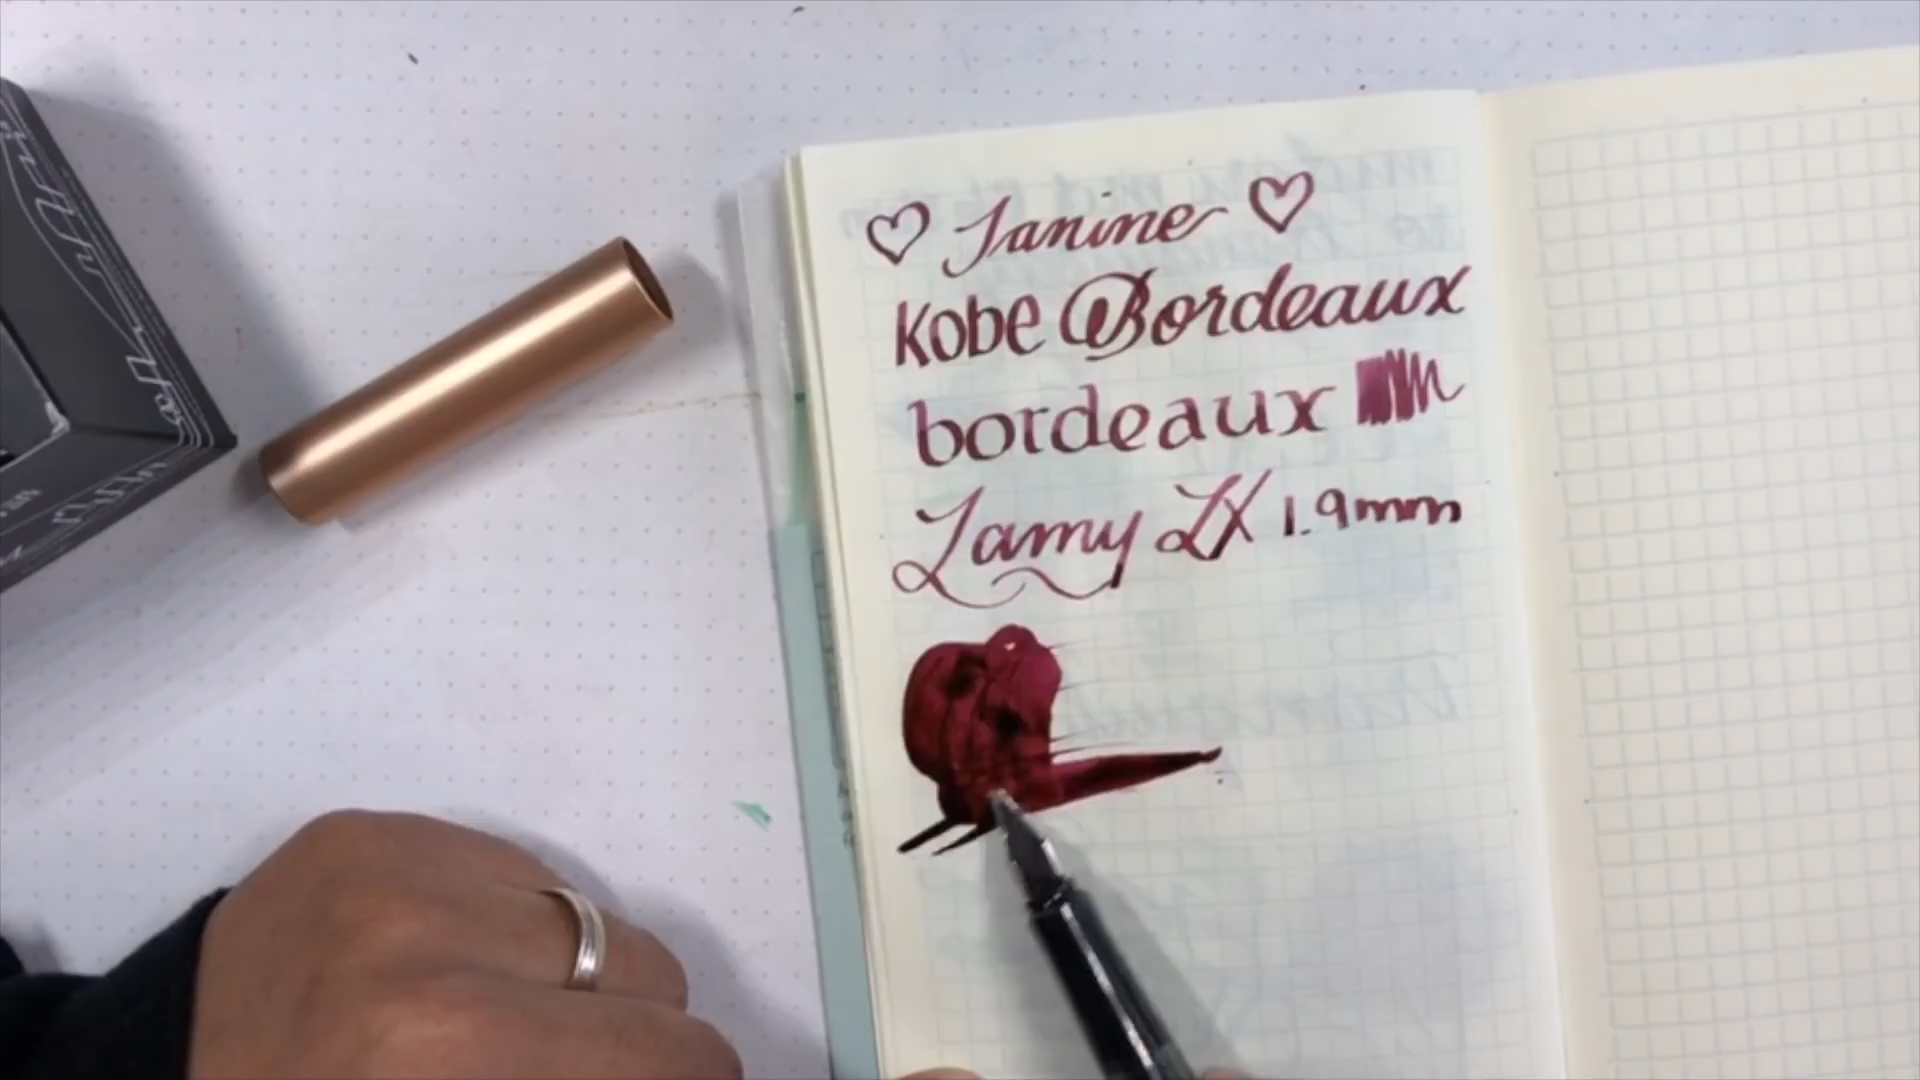 ♡ Janine ♡
Kobe Bordeaux
bordeaux
Lamy LX 1.9mm